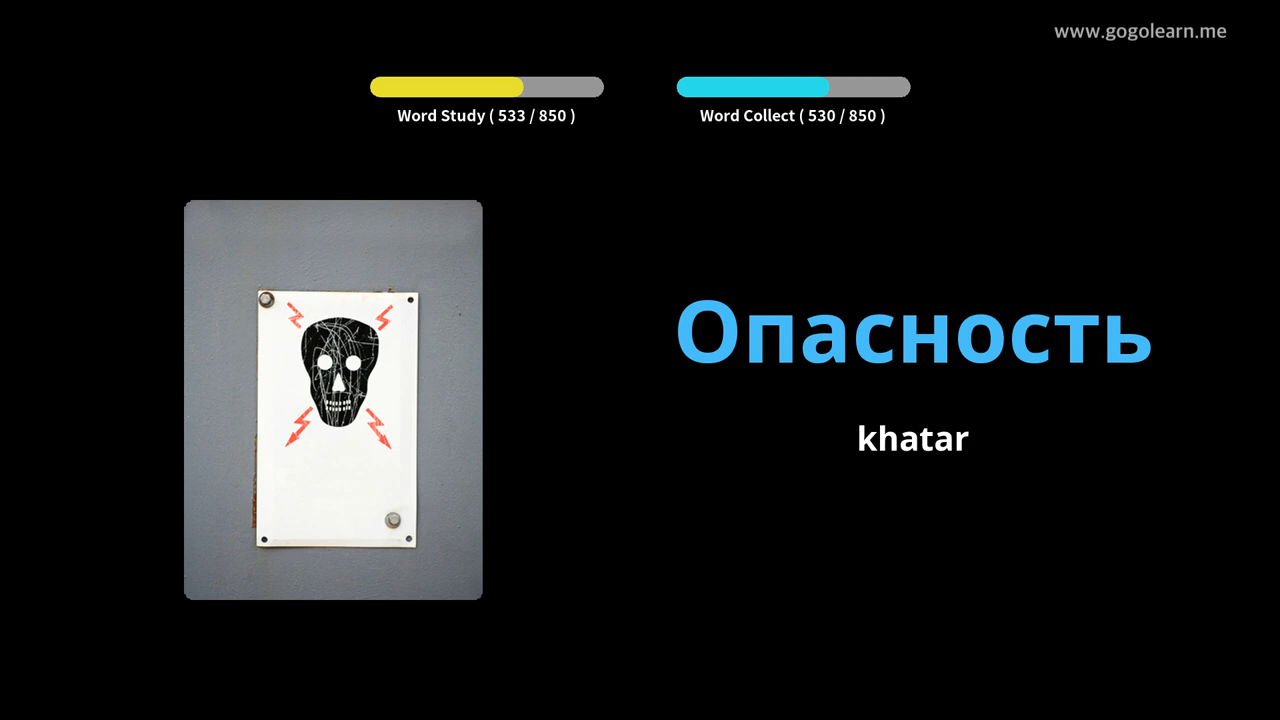 www.gogolearn.me
Word Study ( 533 / 850 )
Word Collect ( 530 / 850 )
Опасность
khatar